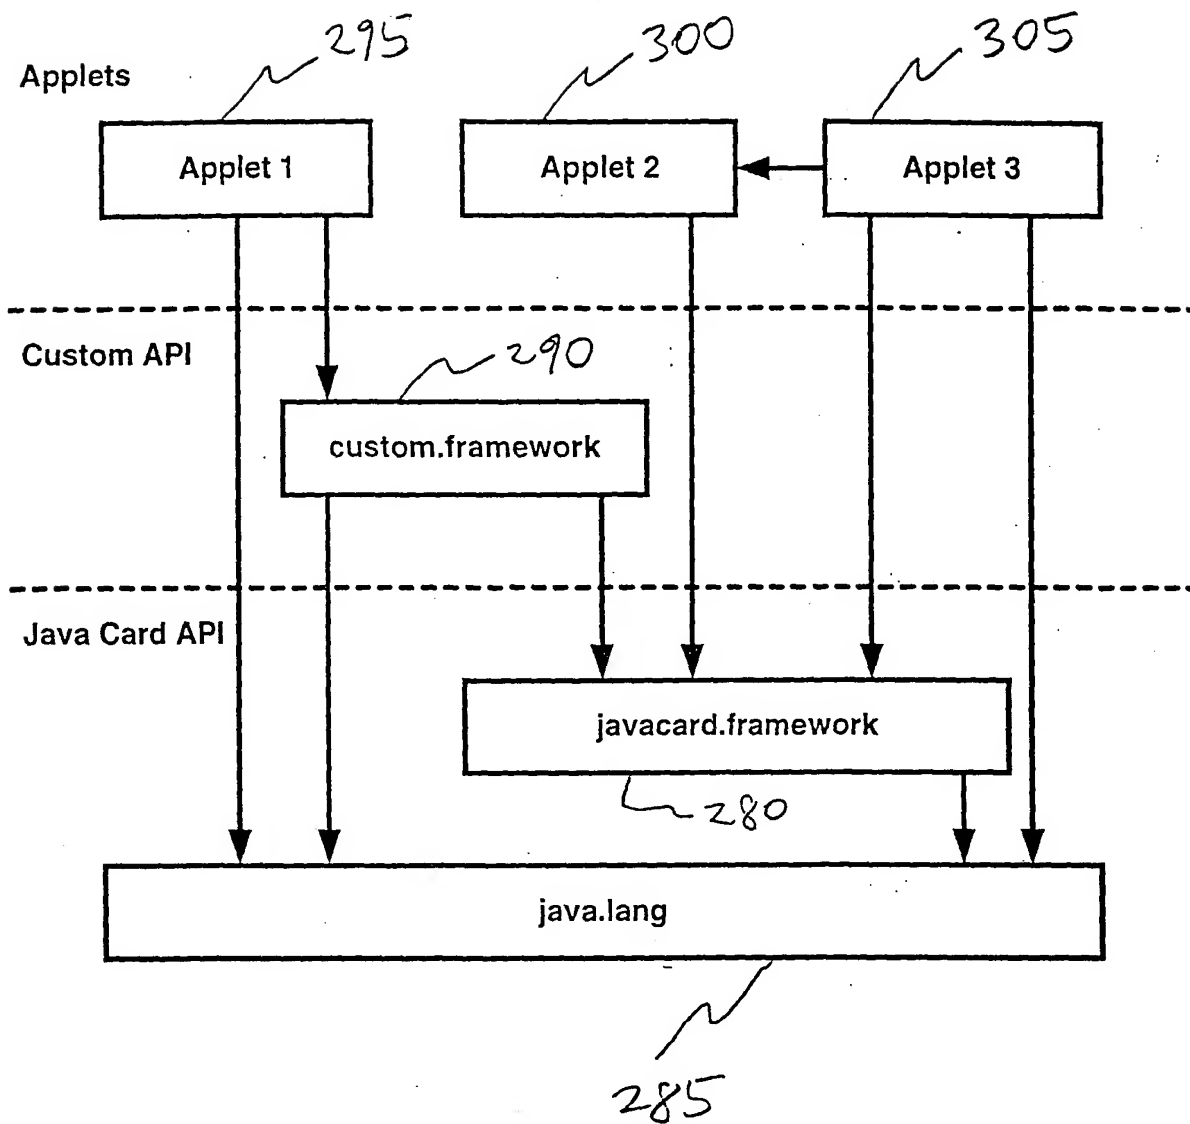 295
300
305
Applets
Applet 1
Applet 2
Applet 3
Custom API
290
custom.framework
Java Card API
javacard.framework
280
java.lang
285